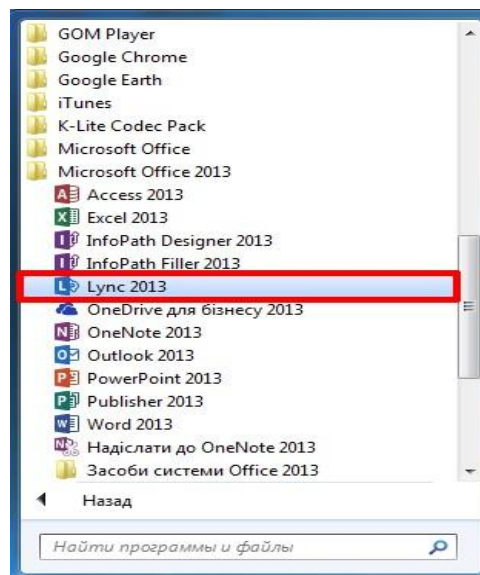 GOM Player
Google Chrome
Google Earth
iTunes
K-Lite Codec Pack
Microsoft Office
Microsoft Office 2013
Access 2013
Excel 2013
InfoPath Designer 2013
InfoPath Filler 2013
Lync 2013
OneDrive для бізнесу 2013
OneNote 2013
Outlook 2013
PowerPoint 2013
Publisher 2013
Word 2013
Надіслати до OneNote 2013
Засоби системи Office 2013
Назад
Найти программы и файлы